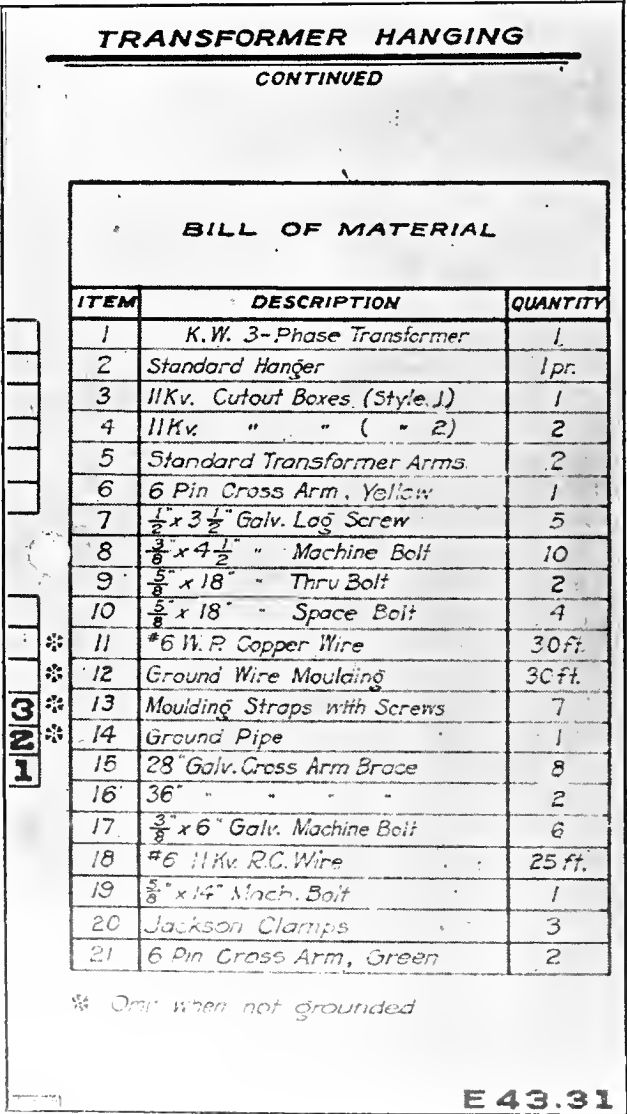 TRANSFORMER HANGING
CONTINUED
BILL OF MATERIAL
ITEM DESCRIPTION QUANTITY
1 K.W. 3-Phase Transformer 1
2 Standard Hanger 1pr.
3 11Kv. Cutout Boxes (Style 1) 1
4 11Kv. " " ( " 2) 2
5 Standard Transformer Arms 2
6 6 Pin Cross Arm, Yellow 1
7 1/2" x 3 1/2" Galv. Lag Screw 5
8 3/8" x 4 1/2" " Machine Bolt 10
9 5/8" x 18" " Thru Bolt 2
10 5/8" x 18" " Space Bolt 4
* 11 #6 W.P. Copper Wire 30ft.
* 12 Ground Wire Moulding 30ft.
3 * 13 Moulding Straps with Screws 7
2 * 14 Ground Pipe 1
1 15 28" Galv. Cross Arm Brace 8
16 36" " " " " 2
17 3/8" x 6" Galv. Machine Bolt 6
18 #6 11Kv. R.C. Wire 25 ft.
19 5/8" x 14" Mach. Bolt 1
20 Jackson Clamps 3
21 6 Pin Cross Arm, Green 2
* Omit when not grounded
E 43.31